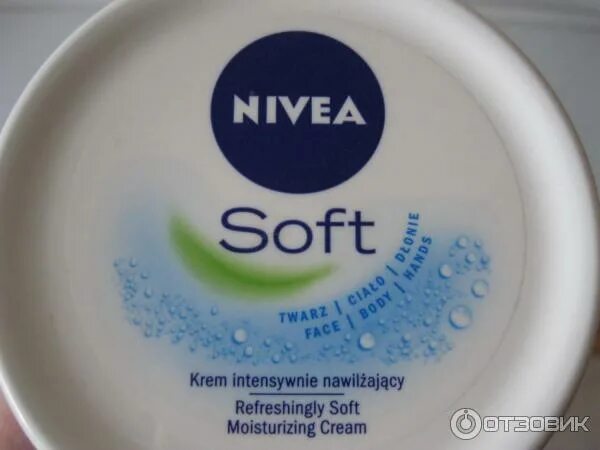 NIVEA
Soft
TWARZ | CIAŁO | DŁONIE
FACE | BODY | HANDS
Krem intensywnie nawilżający
Refreshingly Soft
Moisturizing Cream
ОТЗОВИК